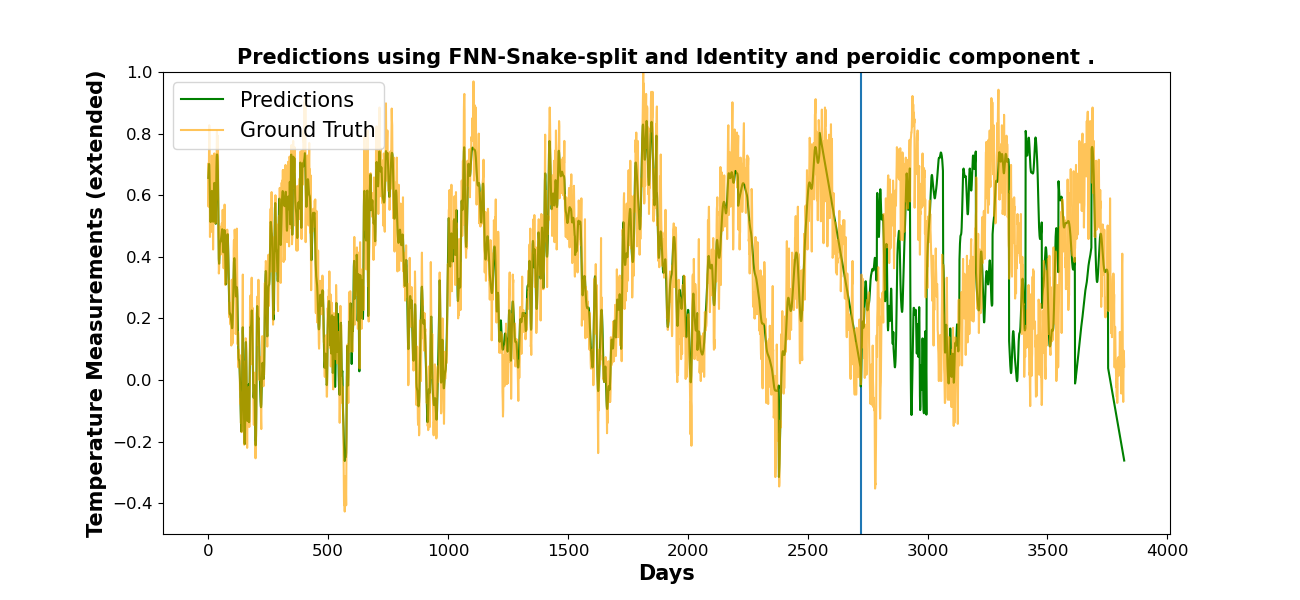 Predictions using FNN-Snake-split and Identity and peroidic component .
Temperature Measurements (extended)
1.0
0.8
0.6
0.4
0.2
0.0
−0.2
−0.4
Predictions
Ground Truth
0 500 1000 1500 2000 2500 3000 3500 4000
Days